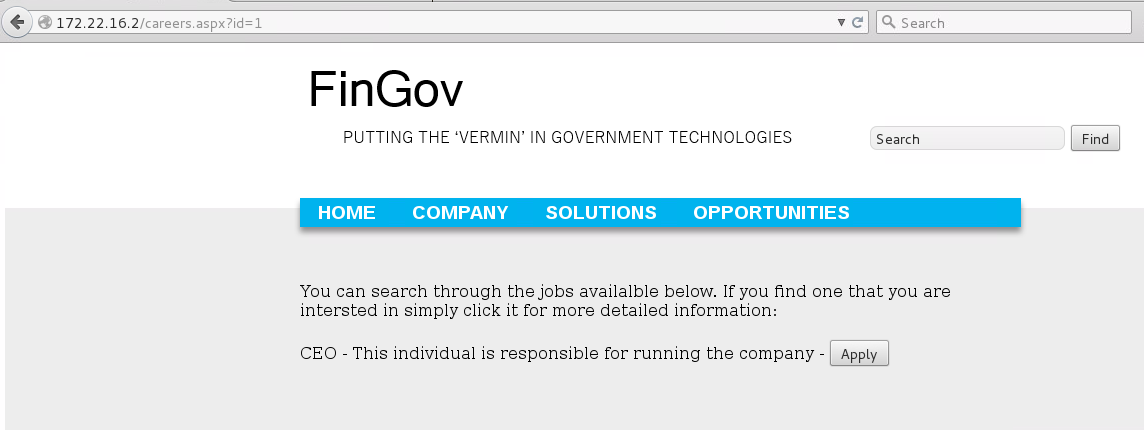 172.22.16.2/careers.aspx?id=1
Search
FinGov
PUTTING THE ‘VERMIN’ IN GOVERNMENT TECHNOLOGIES
Search
Find
HOME COMPANY SOLUTIONS OPPORTUNITIES
You can search through the jobs availalble below. If you find one that you are
intersted in simply click it for more detailed information:
CEO - This individual is responsible for running the company - Apply